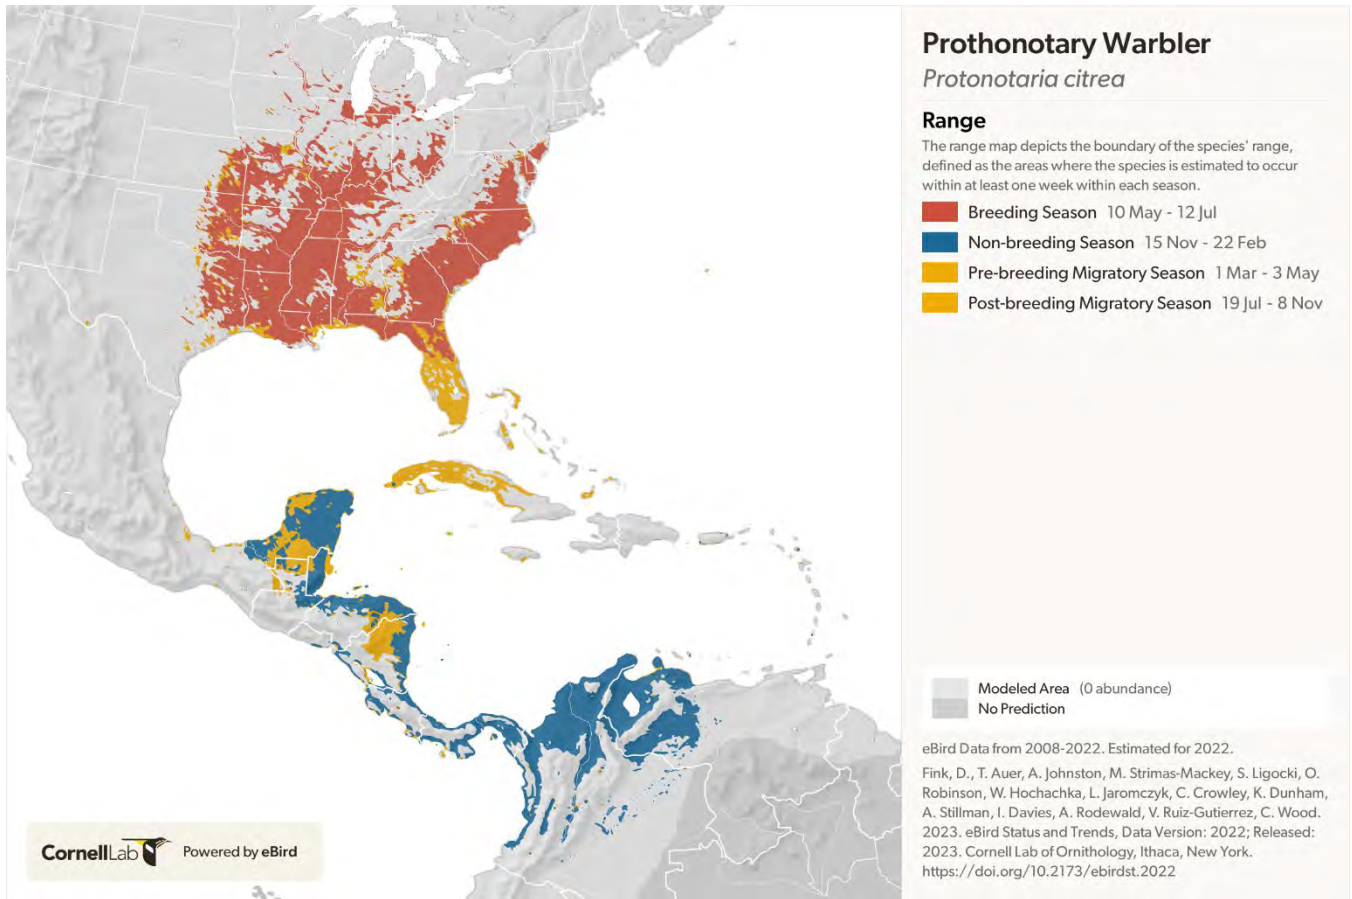 Prothonotary Warbler
Protonotaria citrea
Range
The range map depicts the boundary of the species' range,
defined as the areas where the species is estimated to occur
within at least one week within each season.
Breeding Season 10 May - 12 Jul
Non-breeding Season 15 Nov - 22 Feb
Pre-breeding Migratory Season 1 Mar - 3 May
Post-breeding Migratory Season 19 Jul - 8 Nov
Modeled Area (0 abundance)
No Prediction
eBird Data from 2008-2022. Estimated for 2022.
Fink, D., T. Auer, A. Johnston, M. Strimas-Mackey, S. Ligocki, O.
Robinson, W. Hochachka, L. Jaromczyk, C. Crowley, K. Dunham,
A. Stillman, I. Davies, A. Rodewald, V. Ruiz-Gutierrez, C. Wood.
2023. eBird Status and Trends, Data Version: 2022; Released:
2023. Cornell Lab of Ornithology, Ithaca, New York.
https://doi.org/10.2173/ebirdst.2022
CornellLab Powered by eBird